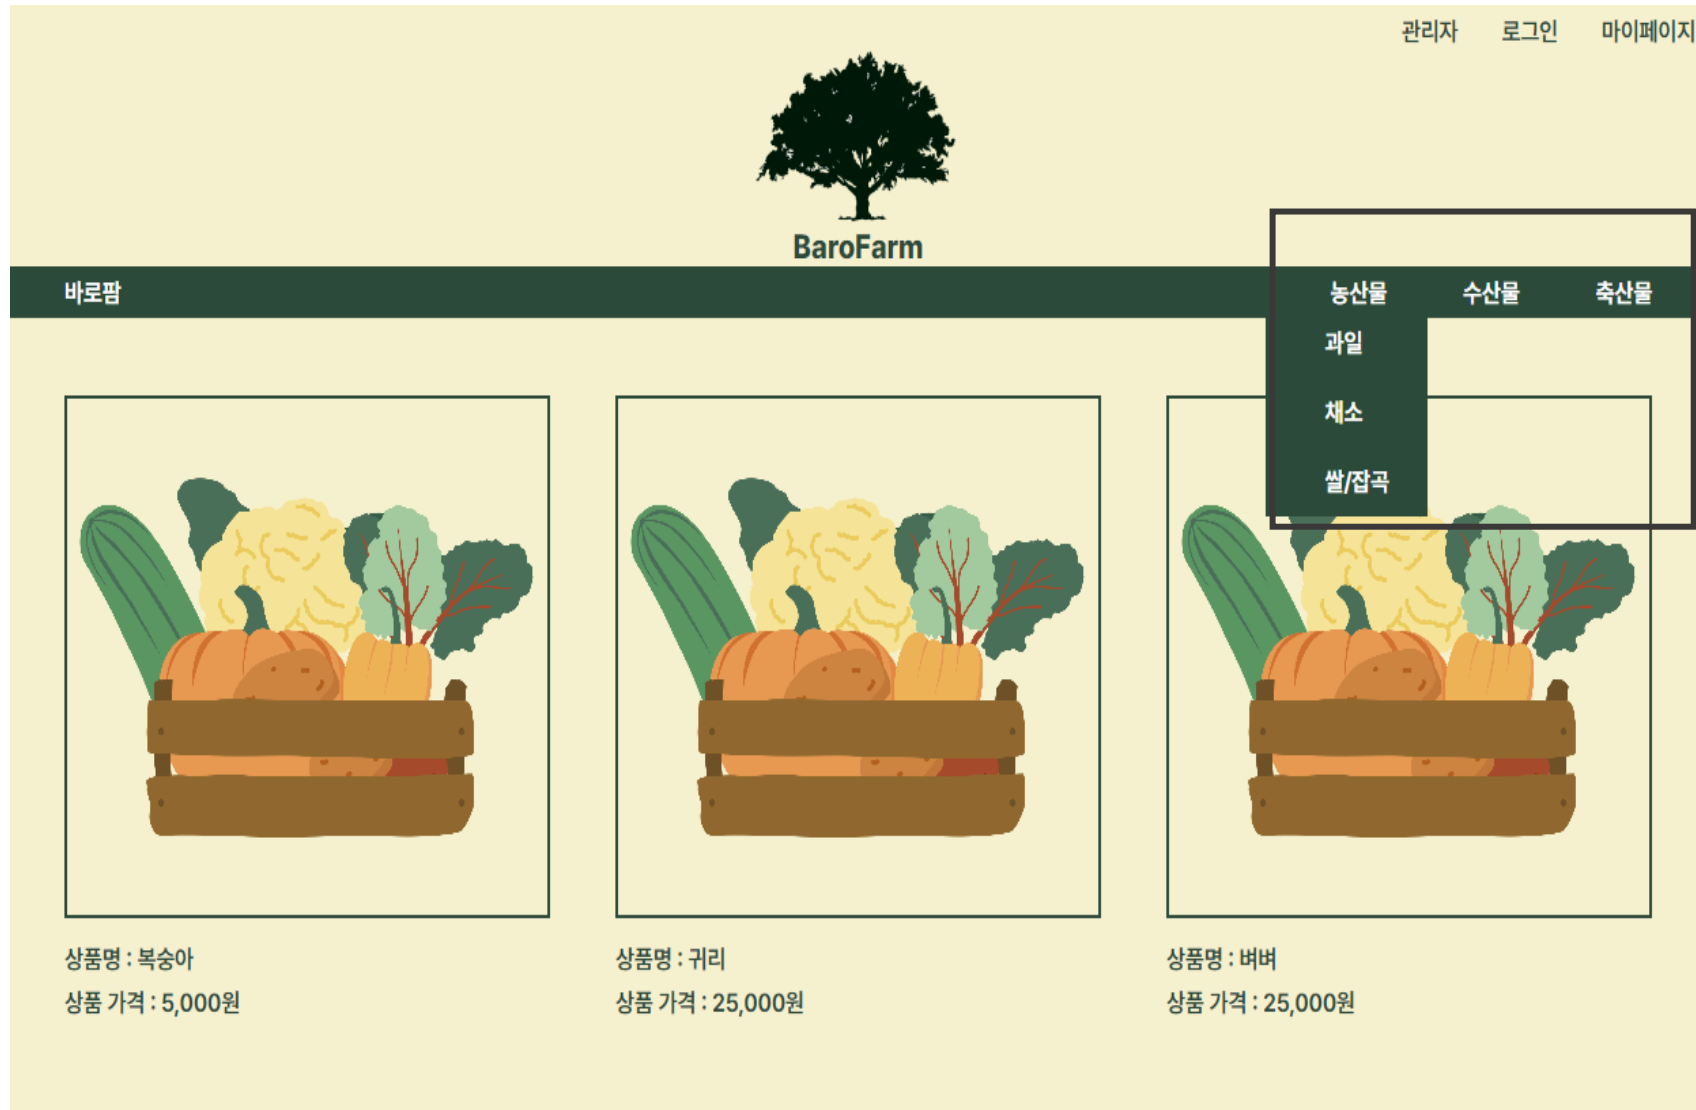 관리자 로그인 마이페이지
BaroFarm
바로팜 농산물 수산물 축산물
과일
채소
쌀/잡곡
상품명 : 복숭아
상품 가격 : 5,000원
상품명 : 귀리
상품 가격 : 25,000원
상품명 : 벼벼
상품 가격 : 25,000원